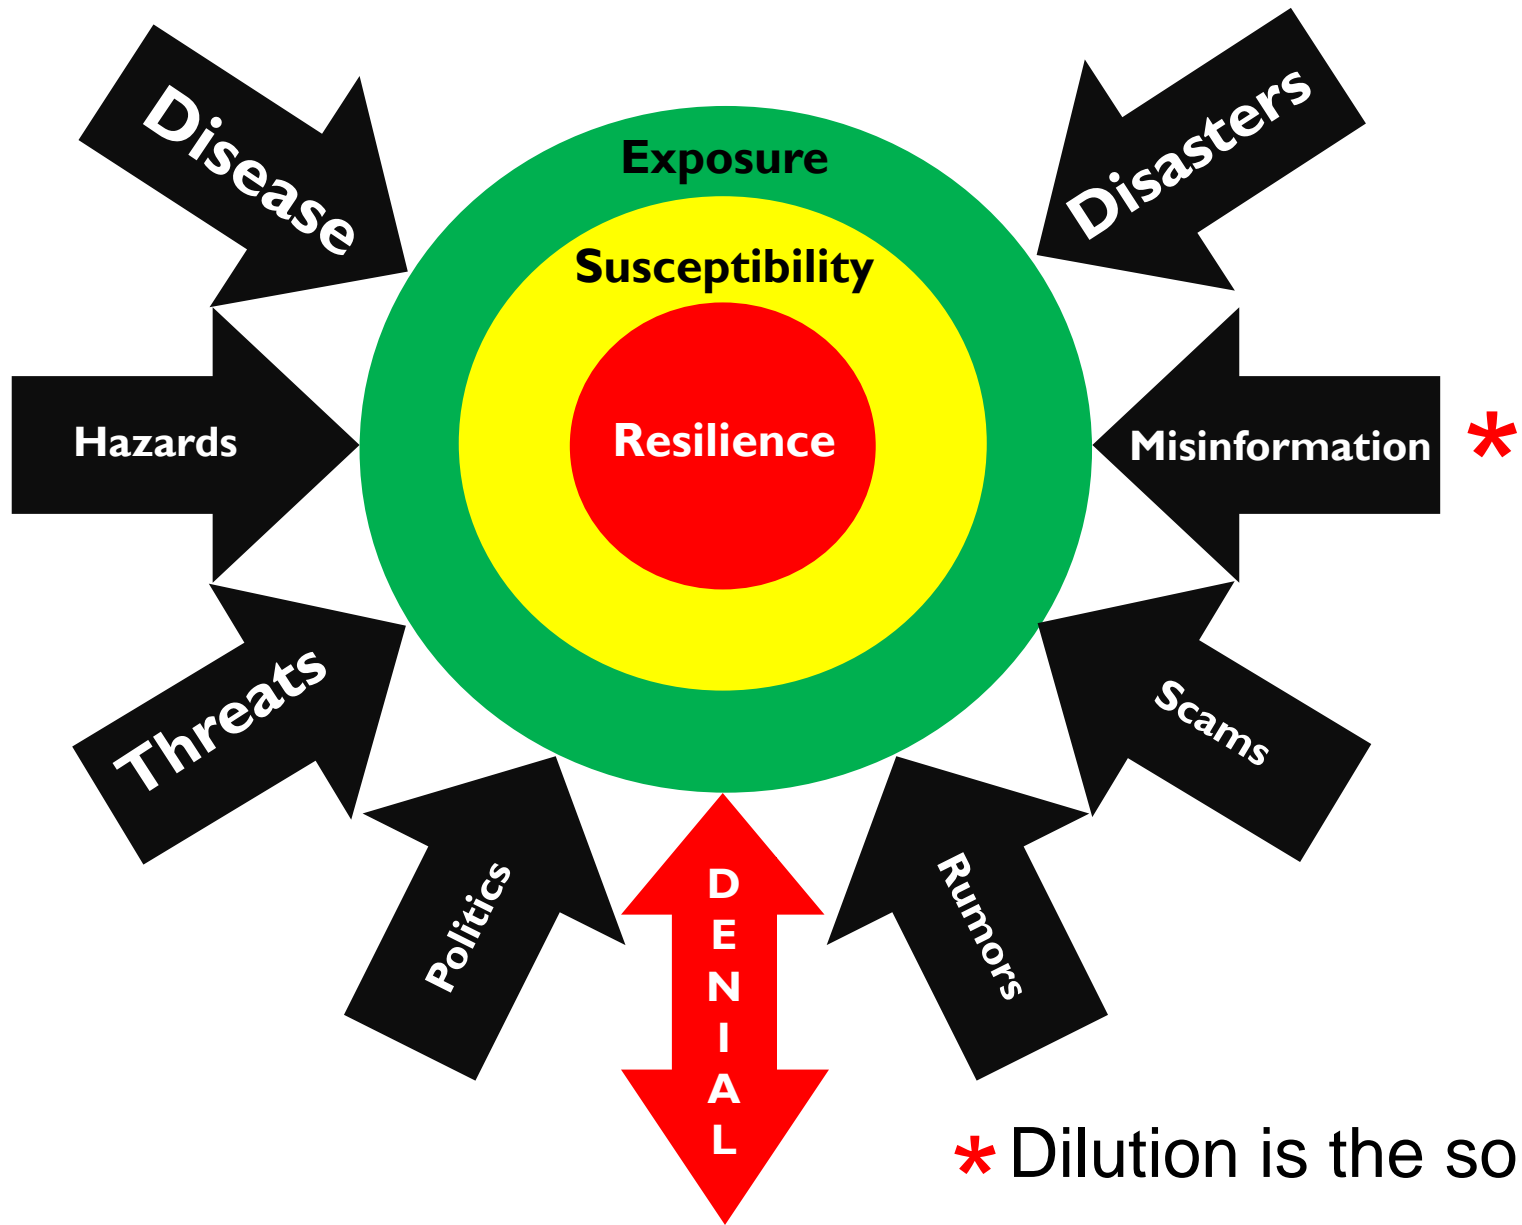 Disease
Disasters
Exposure
Susceptibility
Resilience
Hazards
Misinformation *
Threats
Scams
Politics
DENIAL
Rumors
* Dilution is the so